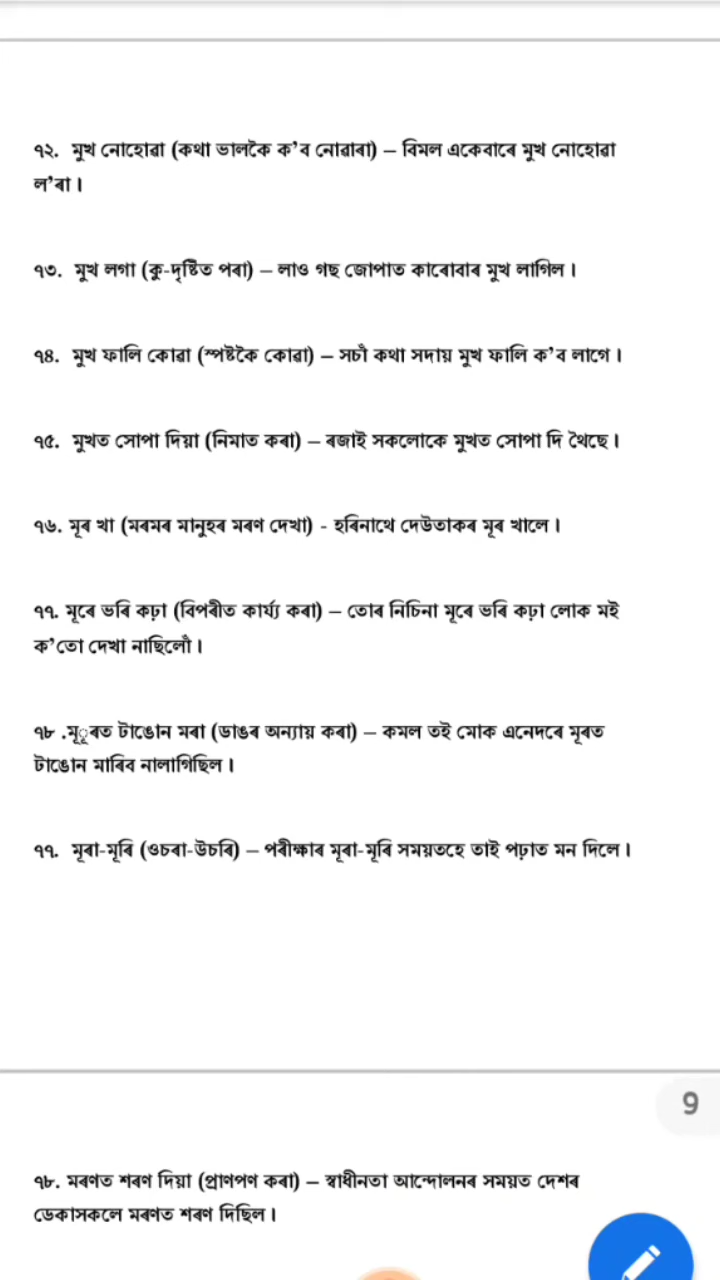 ৭২. মুখ নোহোৱা (কথা ভালকৈ ক’ব নোৱাৰা) – বিমল একেবাৰে মুখ নোহোৱা
ল’ৰা।
৭৩. মুখ লগা (কু-দৃষ্টিত পৰা) – লাও গছ জোপাত কাৰোবাৰ মুখ লাগিল।
৭৪. মুখ ফালি কোৱা (স্পষ্টকৈ কোৱা) – সচাঁ কথা সদায় মুখ ফালি ক’ব লাগে।
৭৫. মুখত সোপা দিয়া (নিমাত কৰা) – ৰজাই সকলোকে মুখত সোপা দি থৈছে।
৭৬. মূৰ খা (মৰমৰ মানুহৰ মৰণ দেখা) - হৰিনাথে দেউতাকৰ মূৰ খালে।
৭৭. মূৰে ভৰি কঢ়া (বিপৰীত কাৰ্য্য কৰা) – তোৰ নিচিনা মূৰে ভৰি কঢ়া লোক মই
ক’তো দেখা নাছিলোঁ।
৭৮ .মূূৰত টাঙোন মৰা (ডাঙৰ অন্যায় কৰা) – কমল তই মোক এনেদৰে মূৰত
টাঙোন মাৰিব নালাগিছিল।
৭৭. মূৰা-মূৰি (ওচৰা-উচৰি) – পৰীক্ষাৰ মূৰা-মূৰি সময়তহে তাই পঢ়াত মন দিলে।
9
৭৮. মৰণত শৰণ দিয়া (প্ৰাণপণ কৰা) – স্বাধীনতা আন্দোলনৰ সময়ত দেশৰ
ডেকাসকলে মৰণত শৰণ দিছিল।